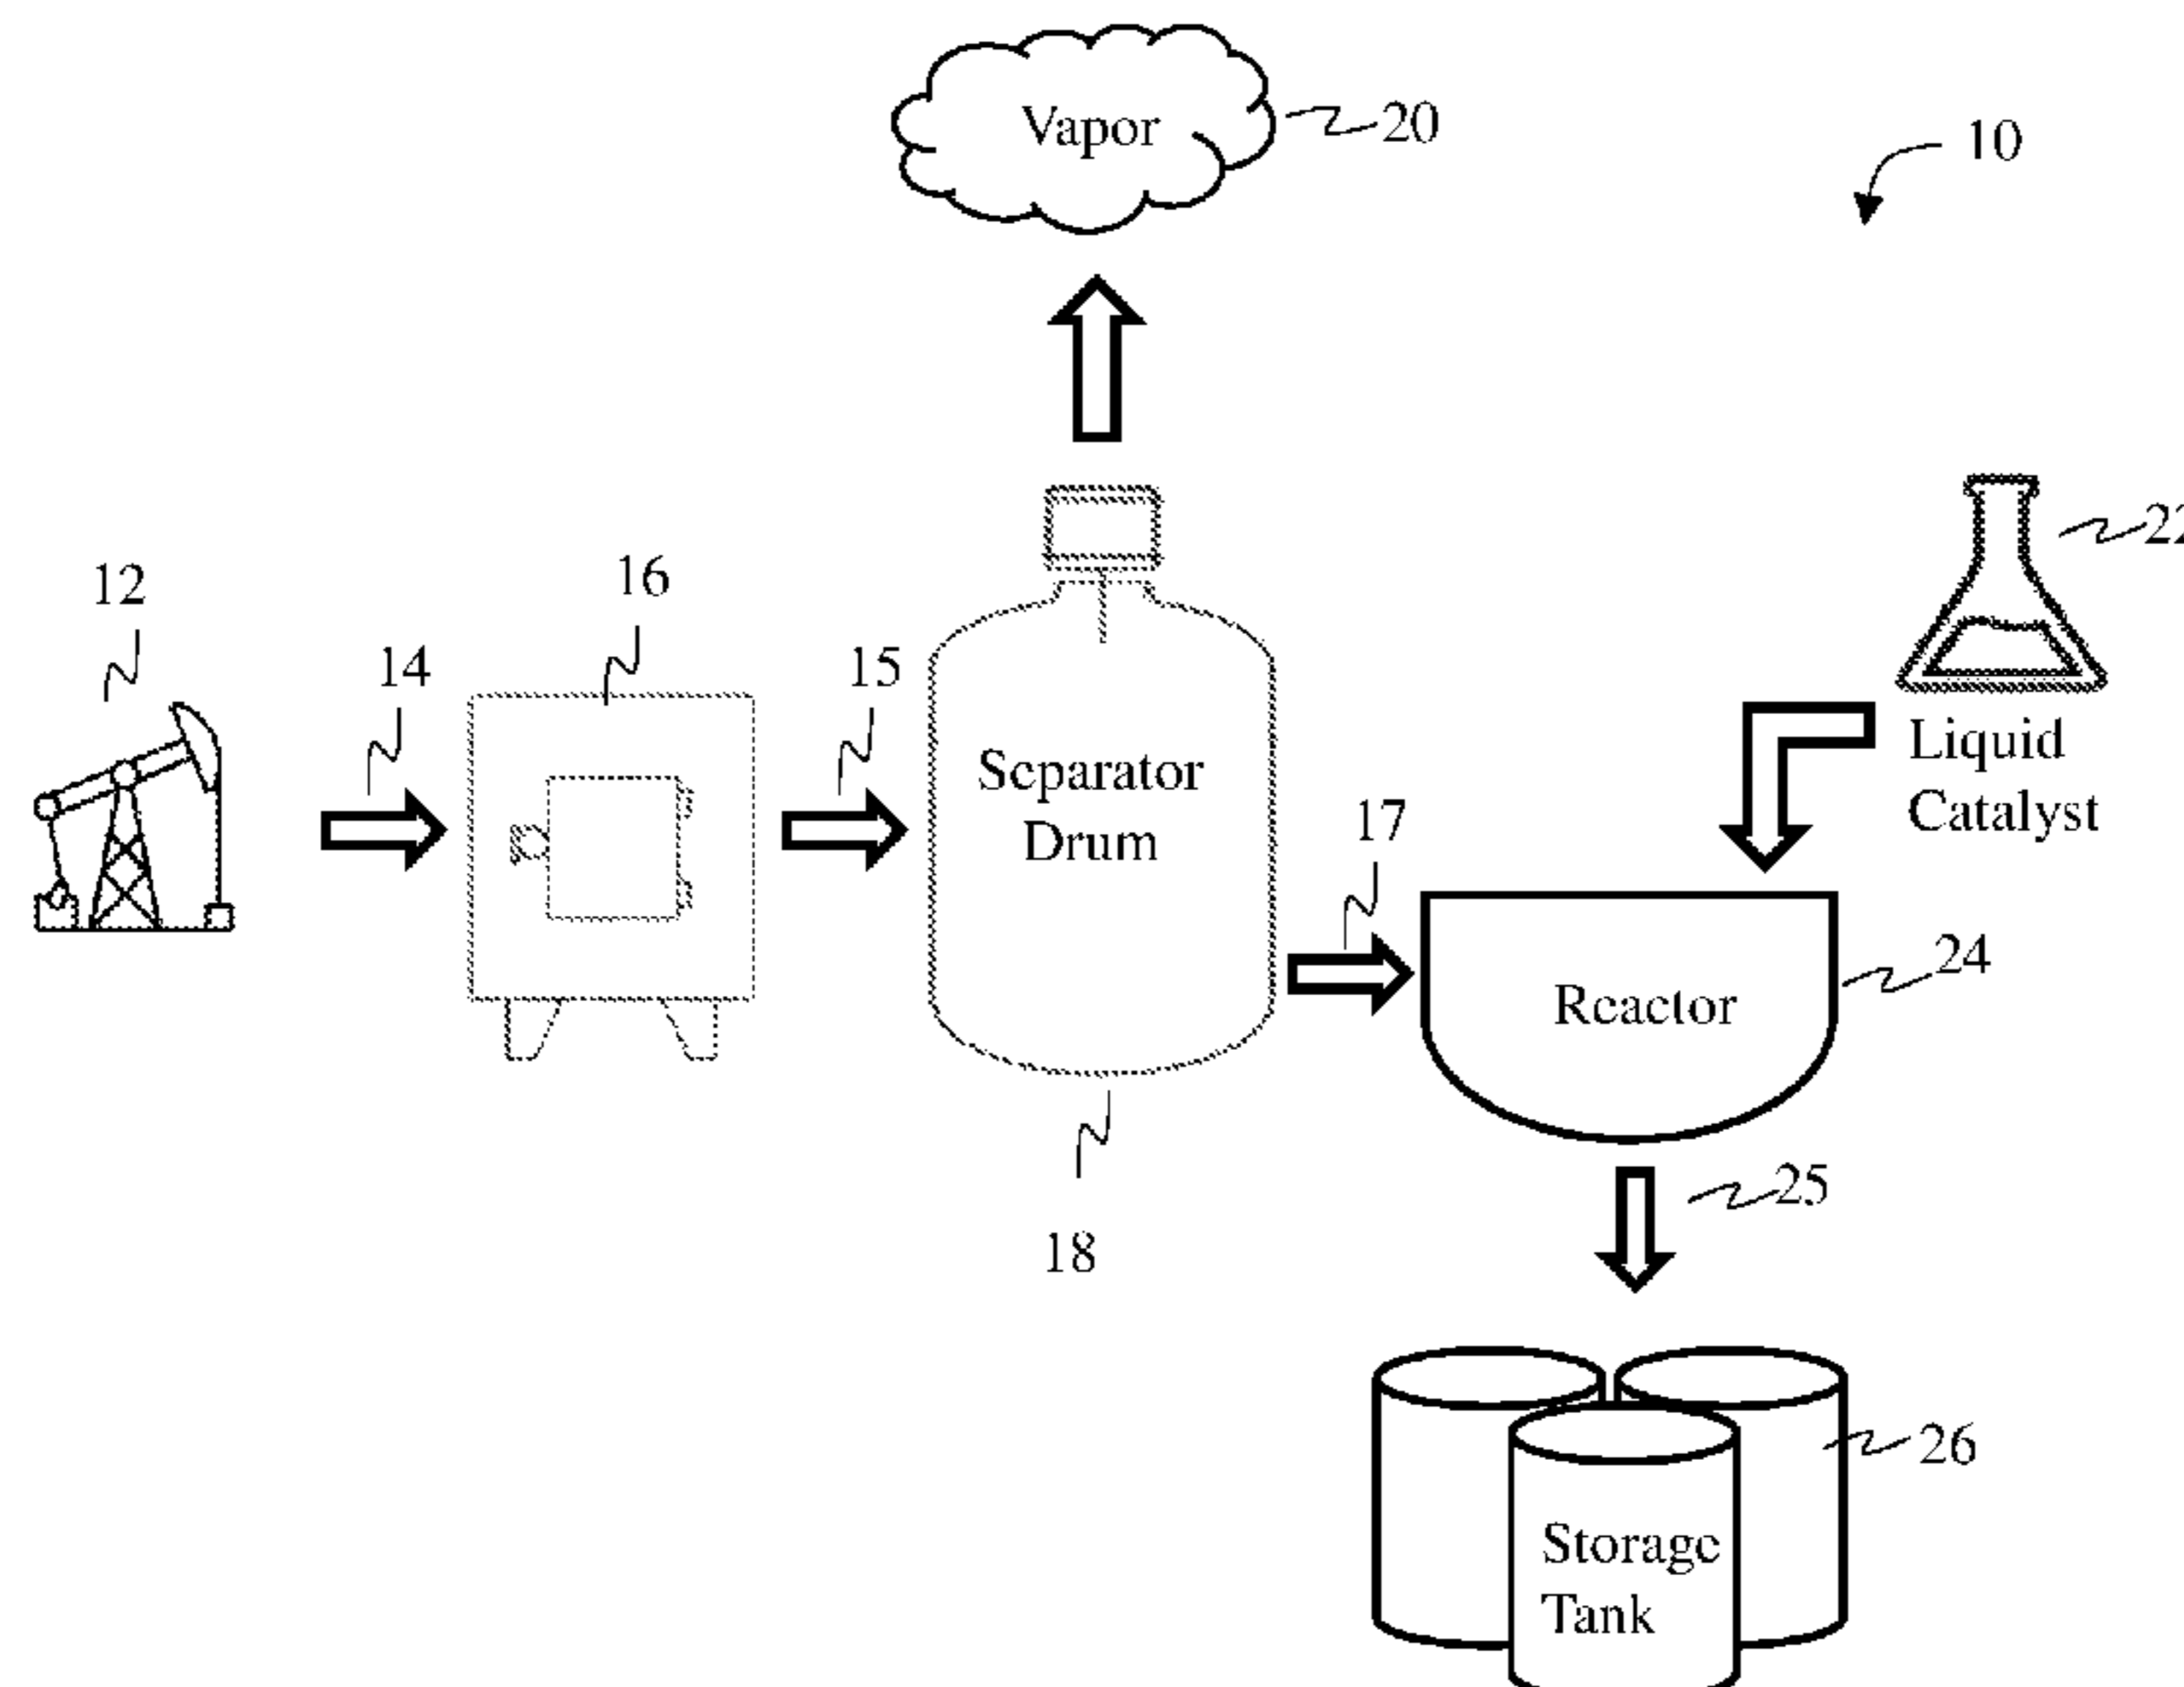 Vapor
20
10
22
12
16
14
15
Separator
Drum
Liquid
Catalyst
17
24
Reactor
25
18
26
Storage
Tank